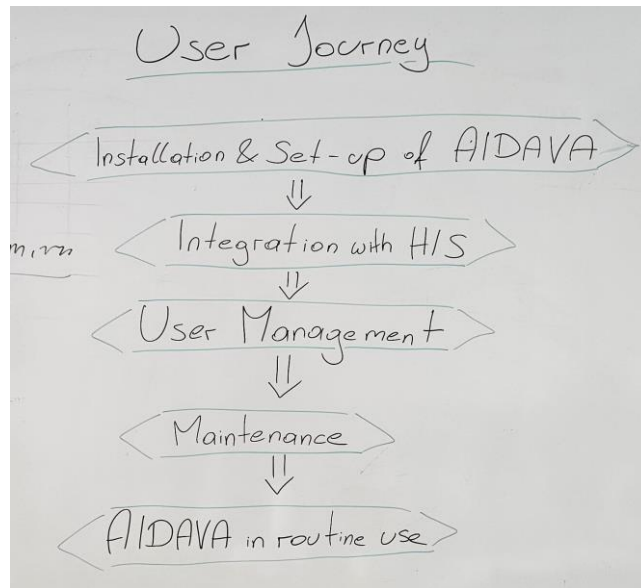 User Journey
Installation & Set-up of AIDAVA
Integration with HIS
User Management
Maintenance
AIDAVA in routine use